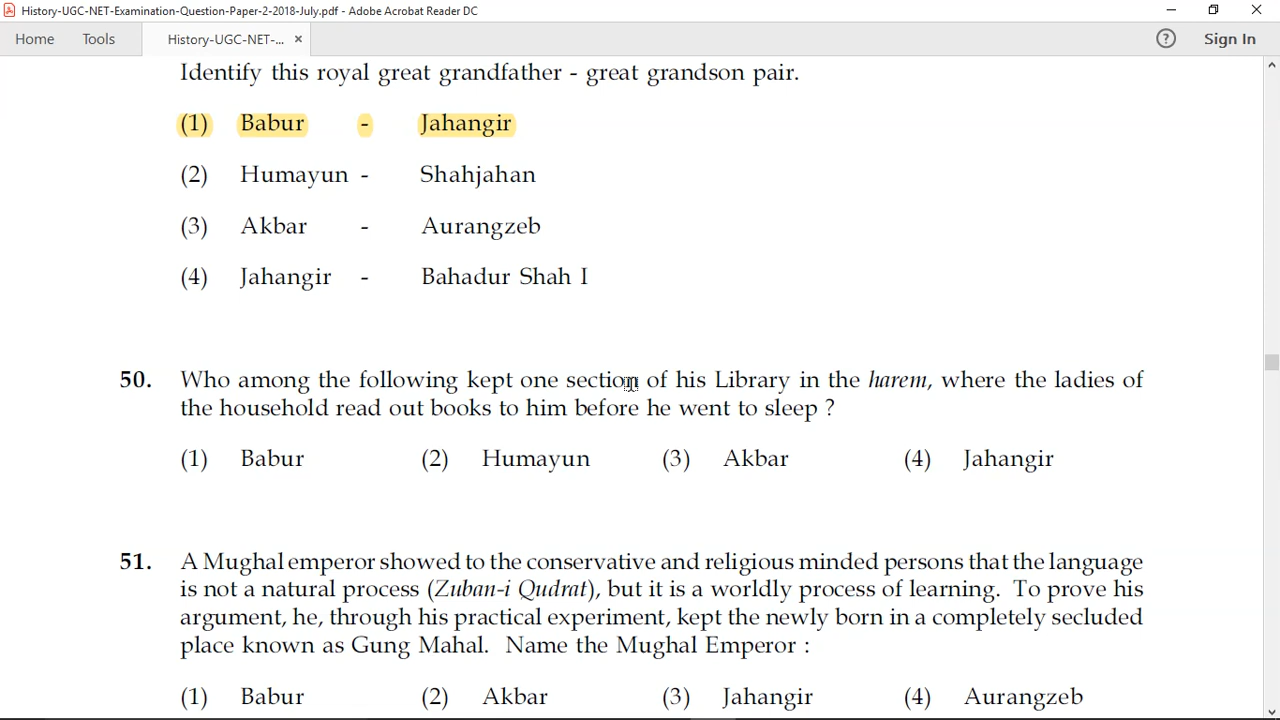 History-UGC-NET-Examination-Question-Paper-2-2018-July.pdf - Adobe Acrobat Reader DC
Home Tools History-UGC-NET-... × ? Sign In
Identify this royal great grandfather - great grandson pair.
(1) Babur - Jahangir
(2) Humayun - Shahjahan
(3) Akbar - Aurangzeb
(4) Jahangir - Bahadur Shah I
50. Who among the following kept one section of his Library in the harem, where the ladies of
the household read out books to him before he went to sleep ?
(1) Babur (2) Humayun (3) Akbar (4) Jahangir
51. A Mughal emperor showed to the conservative and religious minded persons that the language
is not a natural process (Zuban-i Qudrat), but it is a worldly process of learning. To prove his
argument, he, through his practical experiment, kept the newly born in a completely secluded
place known as Gung Mahal. Name the Mughal Emperor :
(1) Babur (2) Akbar (3) Jahangir (4) Aurangzeb